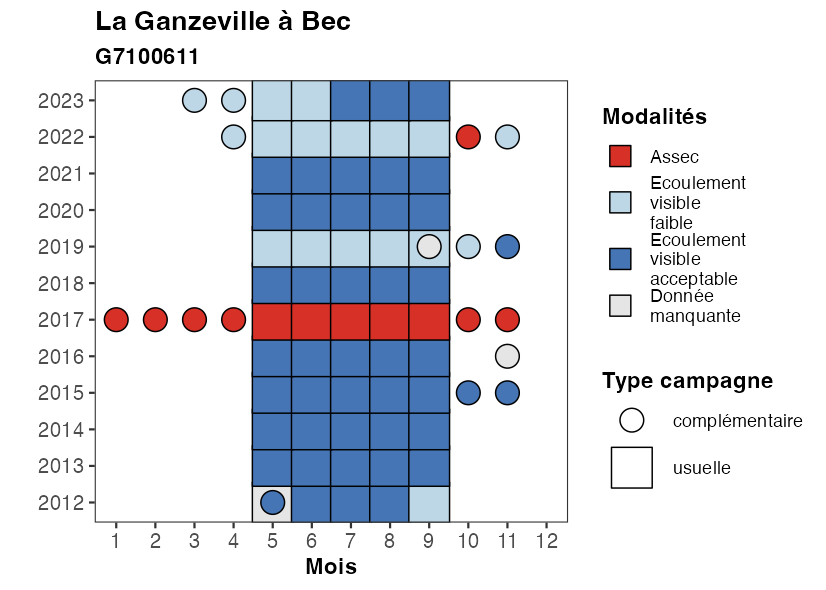 La Ganzeville à Bec
G7100611
2023
2022
2021
2020
2019
2018
2017
2016
2015
2014
2013
2012
1 2 3 4 5 6 7 8 9 10 11 12
Mois
Modalités
Assec
Ecoulement
visible
faible
Ecoulement
visible
acceptable
Donnée
manquante
Type campagne
complémentaire
usuelle